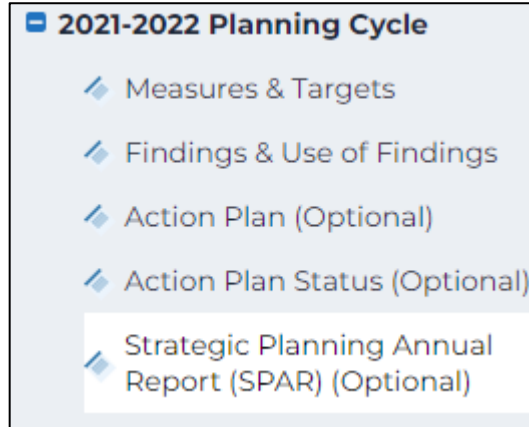 2021-2022 Planning Cycle
Measures & Targets
Findings & Use of Findings
Action Plan (Optional)
Action Plan Status (Optional)
Strategic Planning Annual
Report (SPAR) (Optional)